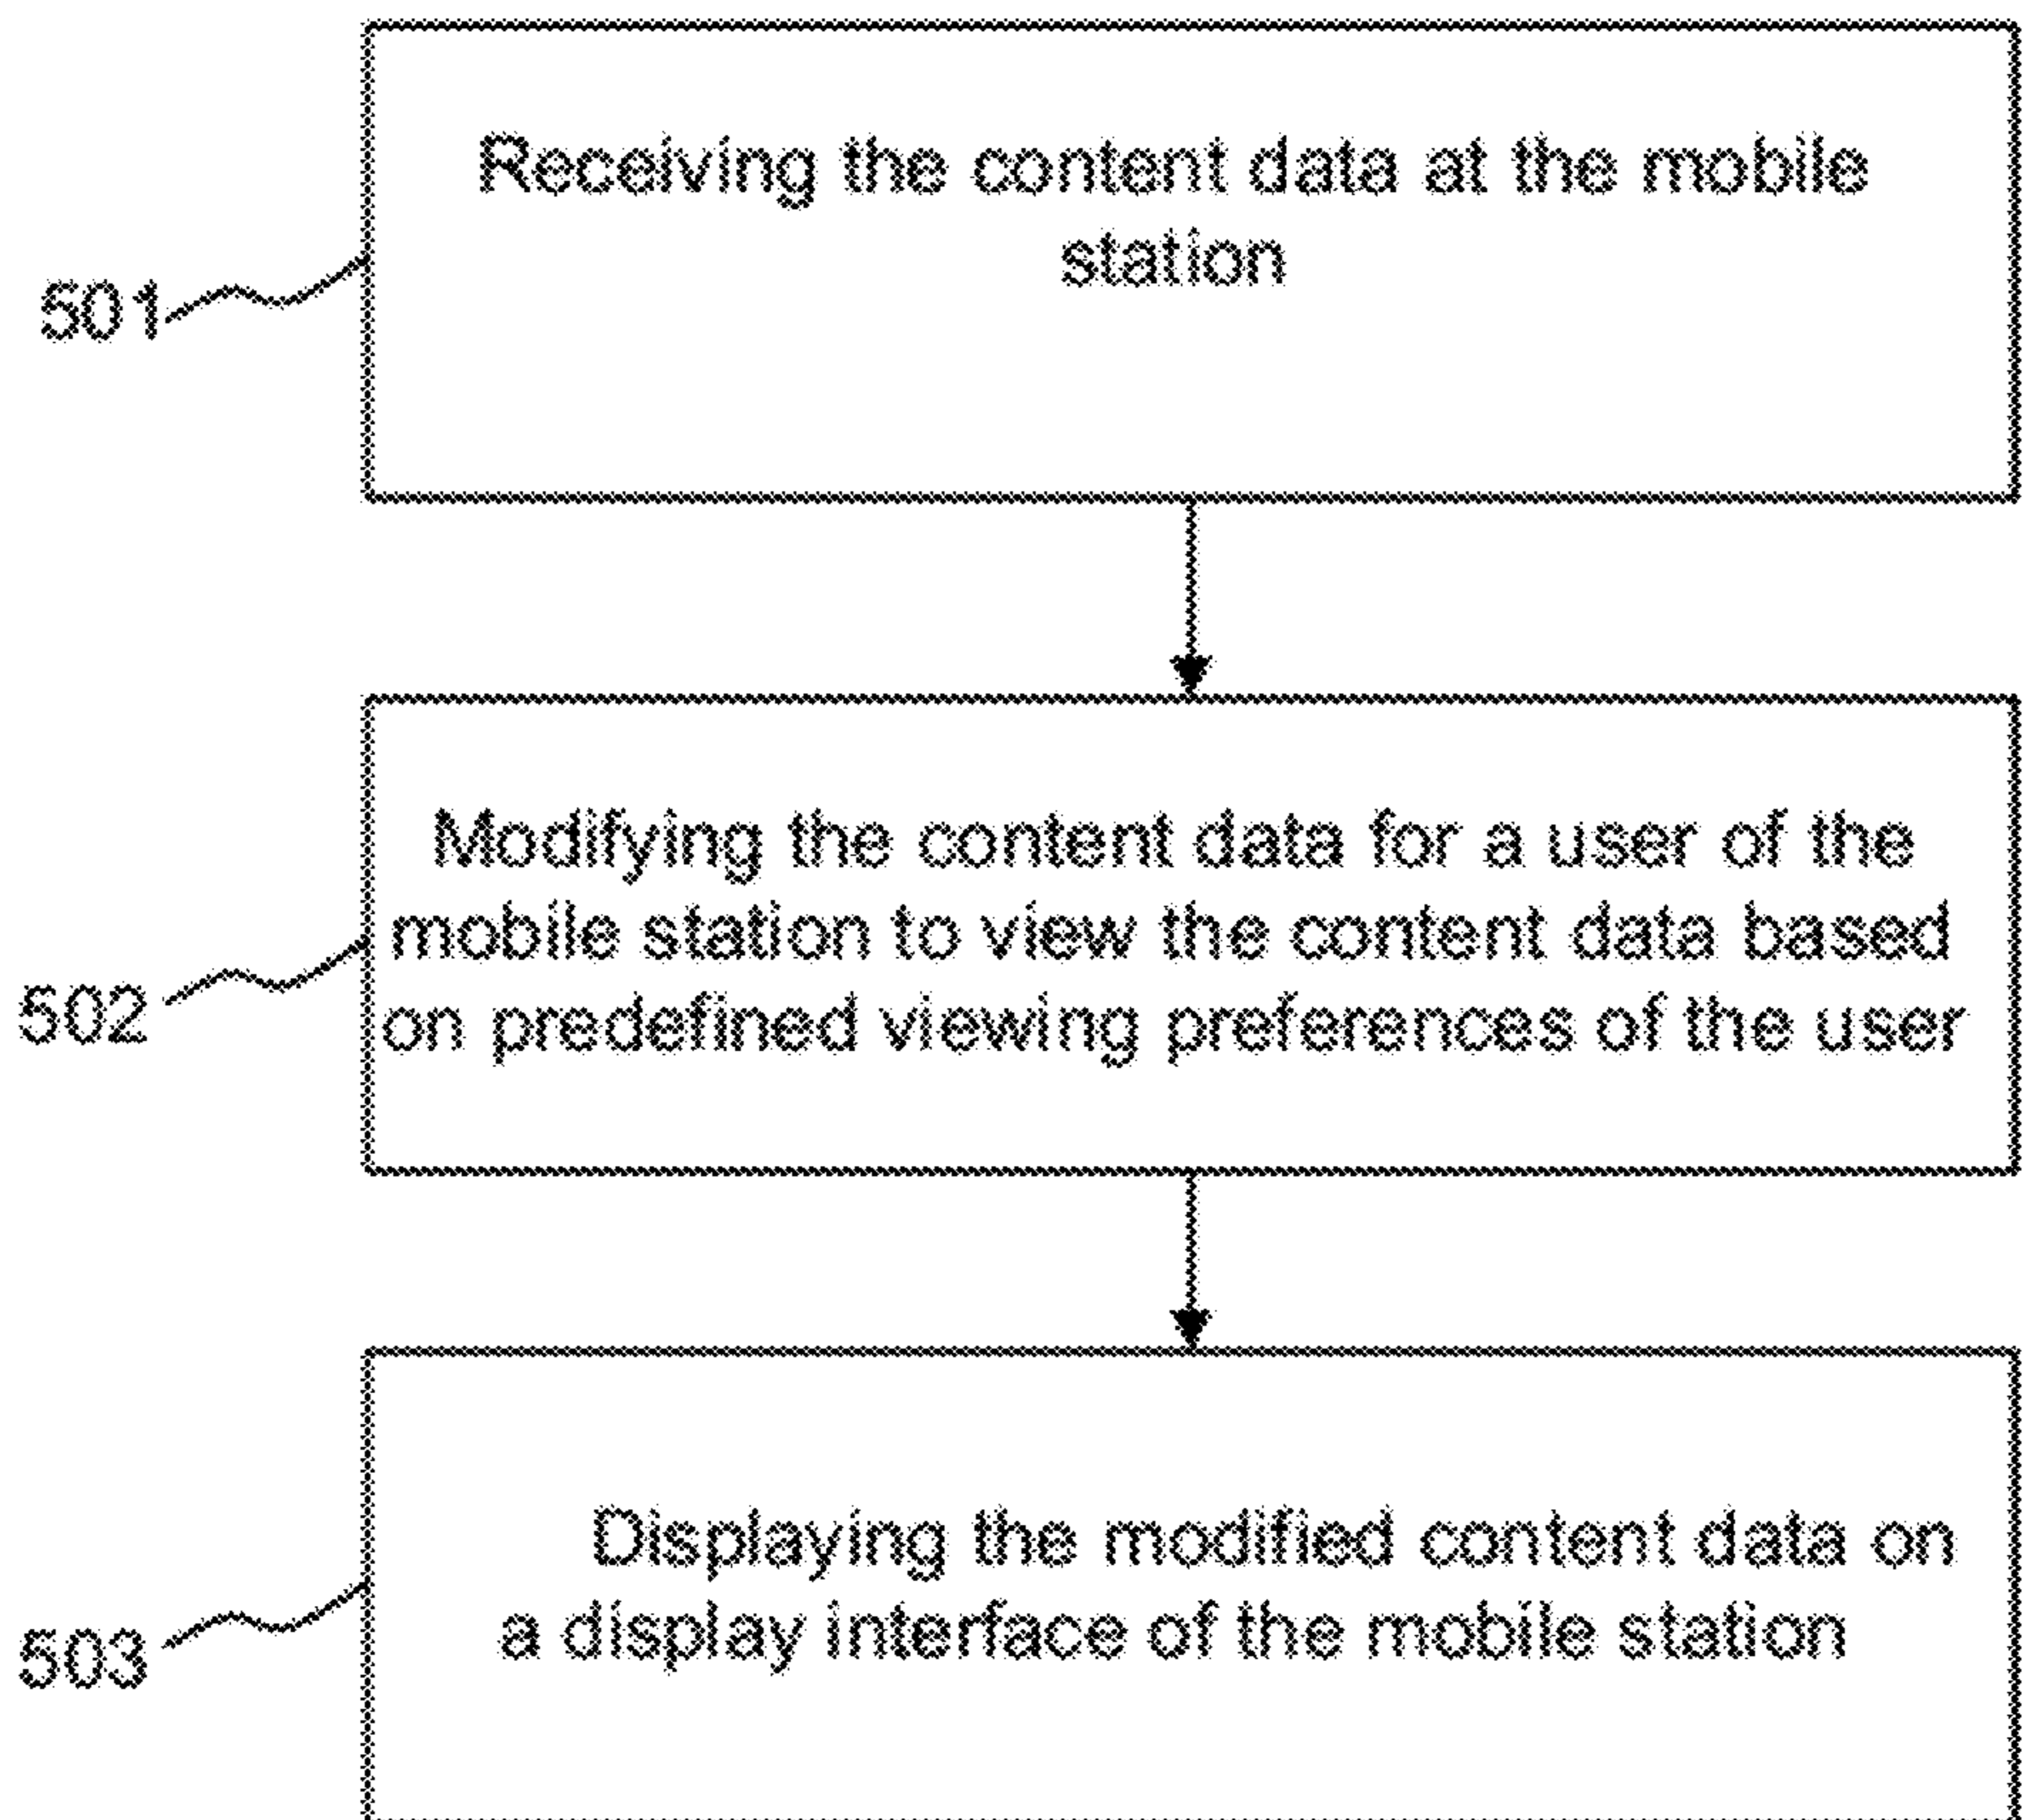 Receiving the content data at the mobile
station
501
Modifying the content data for a user of the
mobile station to view the content data based
on predefined viewing preferences of the user
502
Displaying the modified content data on
a display interface of the mobile station
503